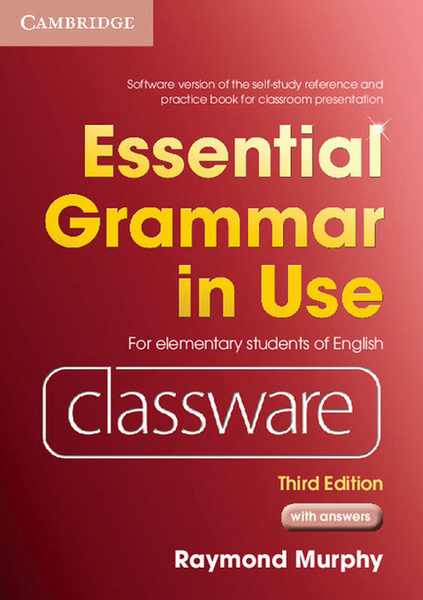 CAMBRIDGE
Software version of the self-study reference and
practice book for classroom presentation
Essential
Grammar
in Use
For elementary students of English
classware
Third Edition
with answers
Raymond Murphy